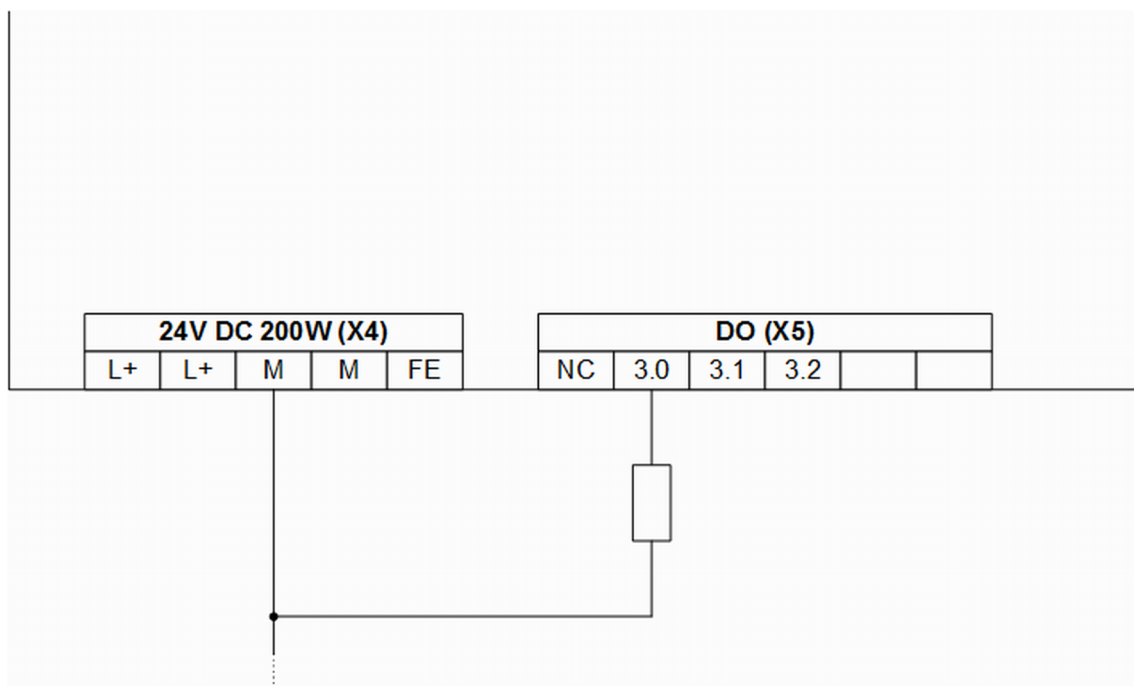 24V DC 200W (X4) DO (X5)
L+ L+ M M FE NC 3.0 3.1 3.2